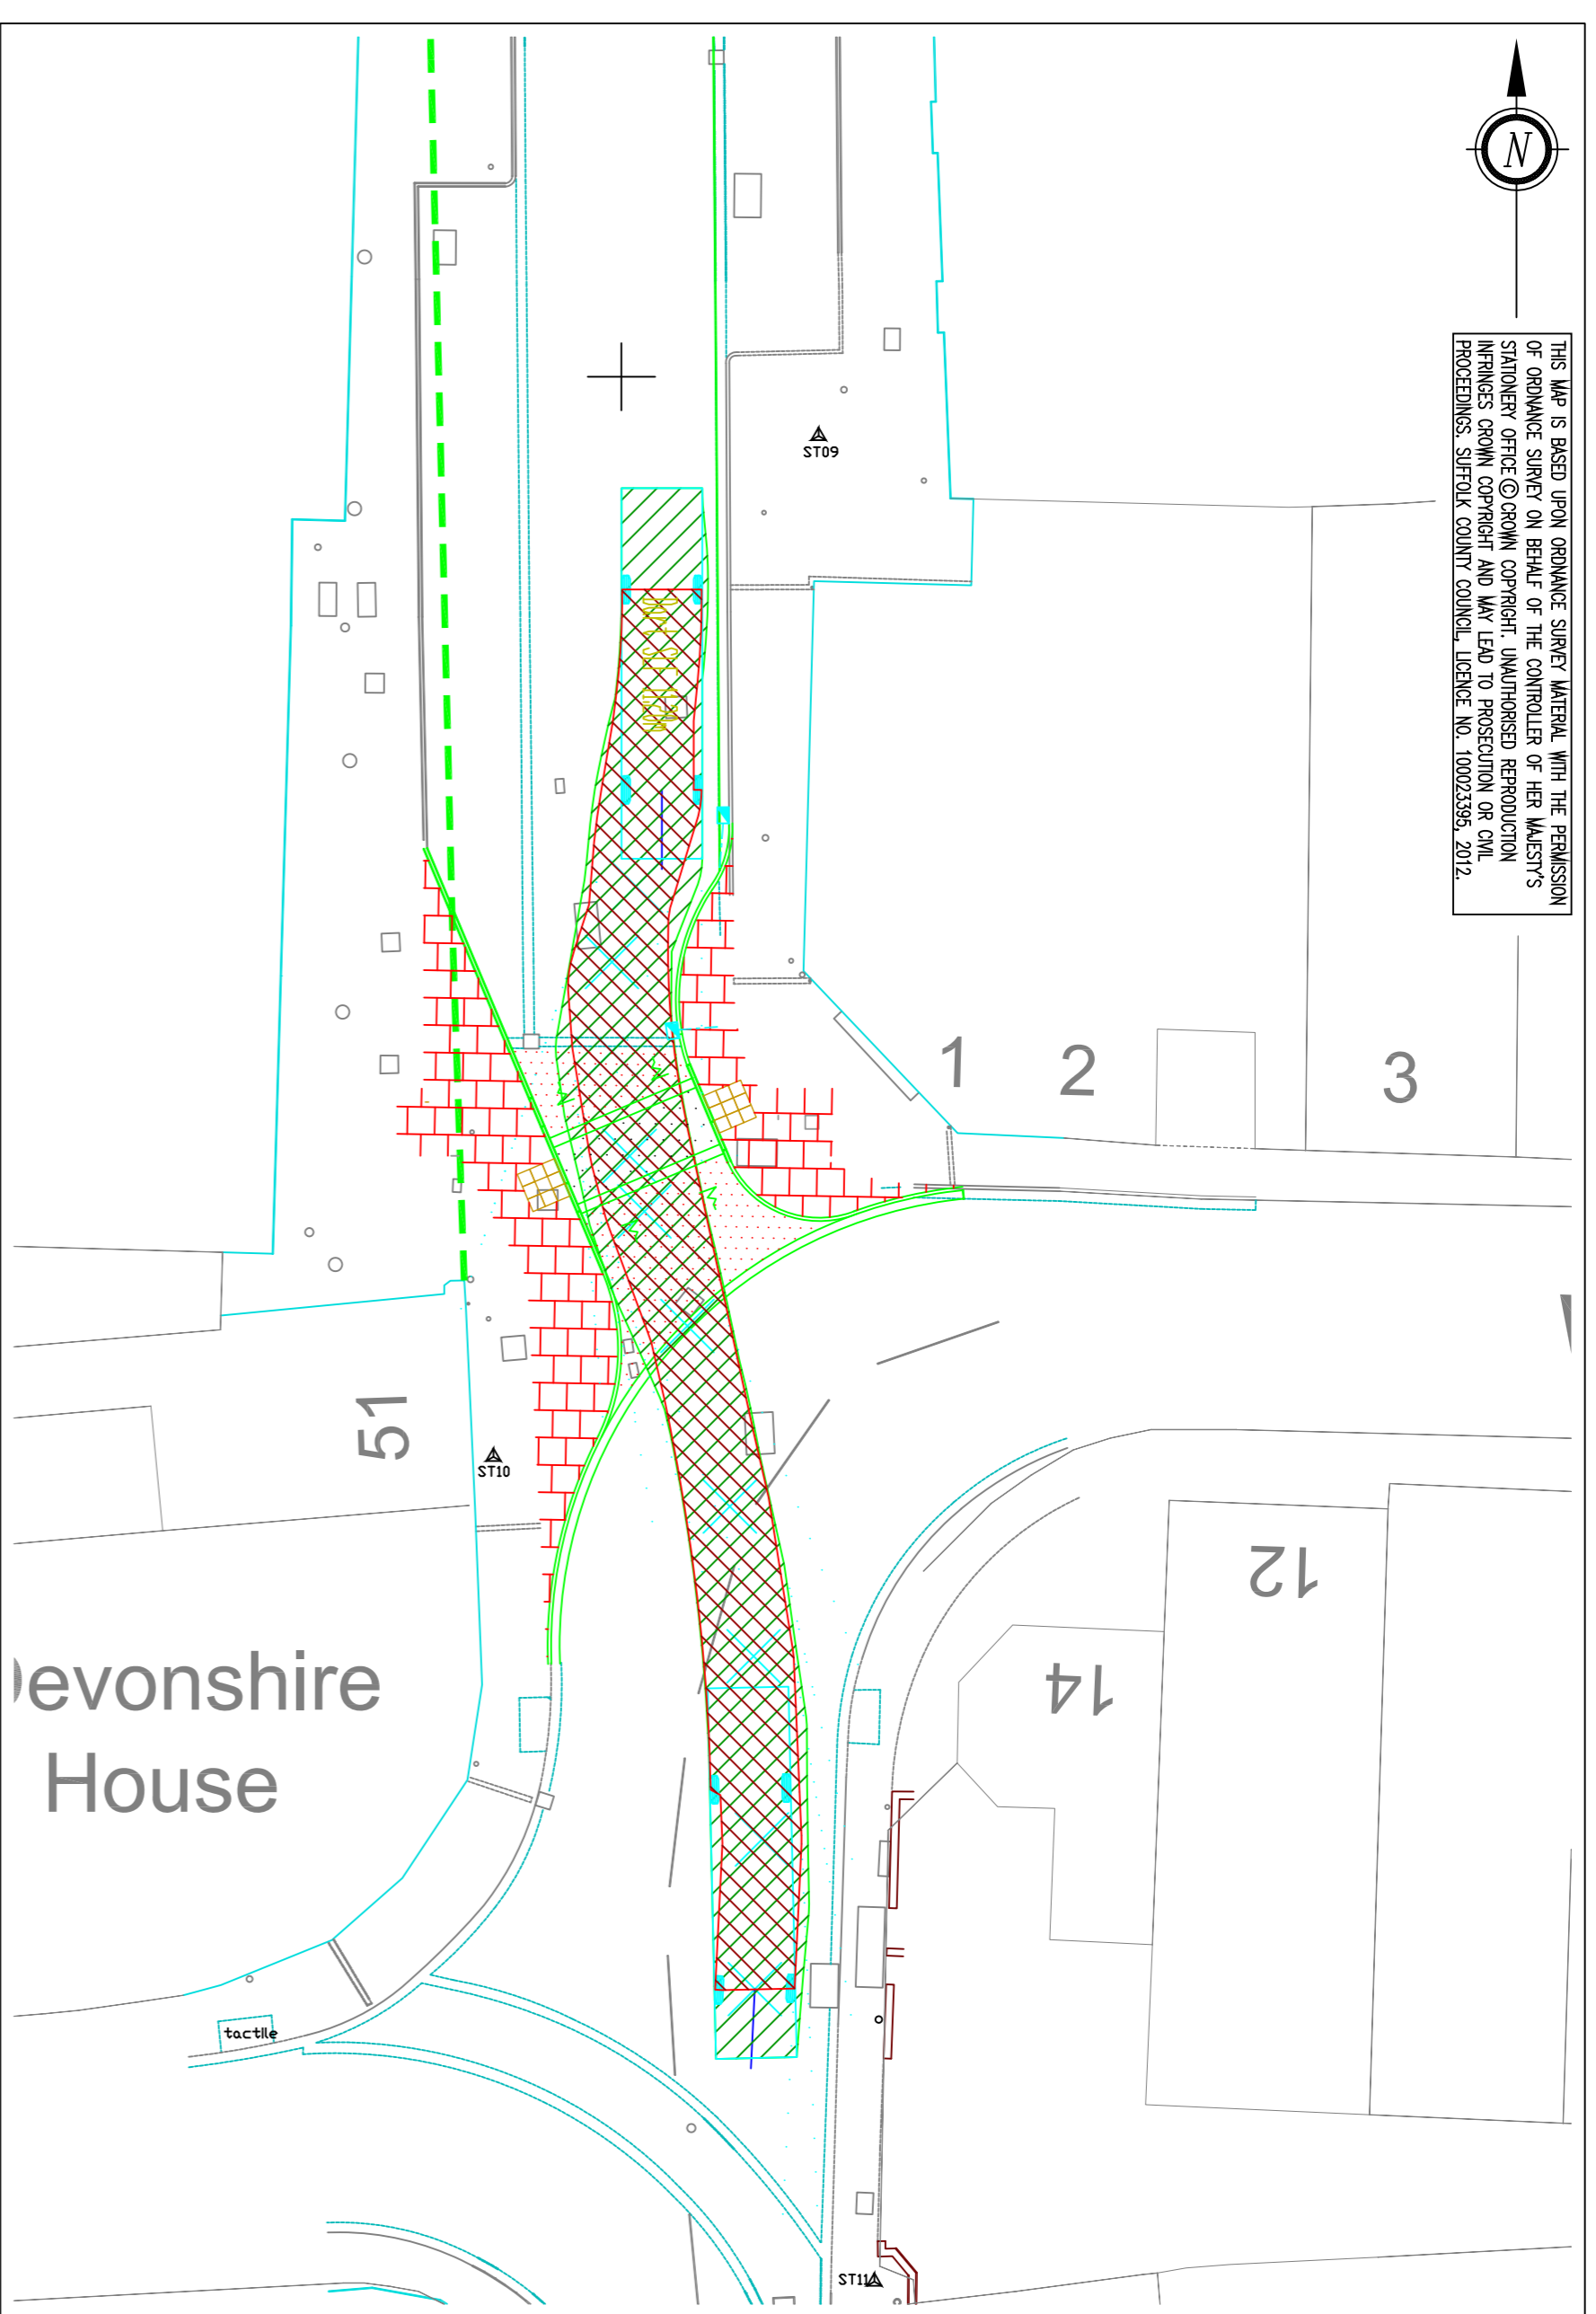 N
THIS MAP IS BASED UPON ORDNANCE SURVEY MATERIAL WITH THE PERMISSION
OF ORDNANCE SURVEY ON BEHALF OF THE CONTROLLER OF HER MAJESTY'S
STATIONERY OFFICE © CROWN COPYRIGHT. UNAUTHORISED REPRODUCTION
INFRINGES CROWN COPYRIGHT AND MAY LEAD TO PROSECUTION OR CIVIL
PROCEEDINGS. SUFFOLK COUNTY COUNCIL, LICENCE NO. 100023395, 2012.
ST09
1
2
3
51
ST10
12
14
evonshire
House
tactile
ST11